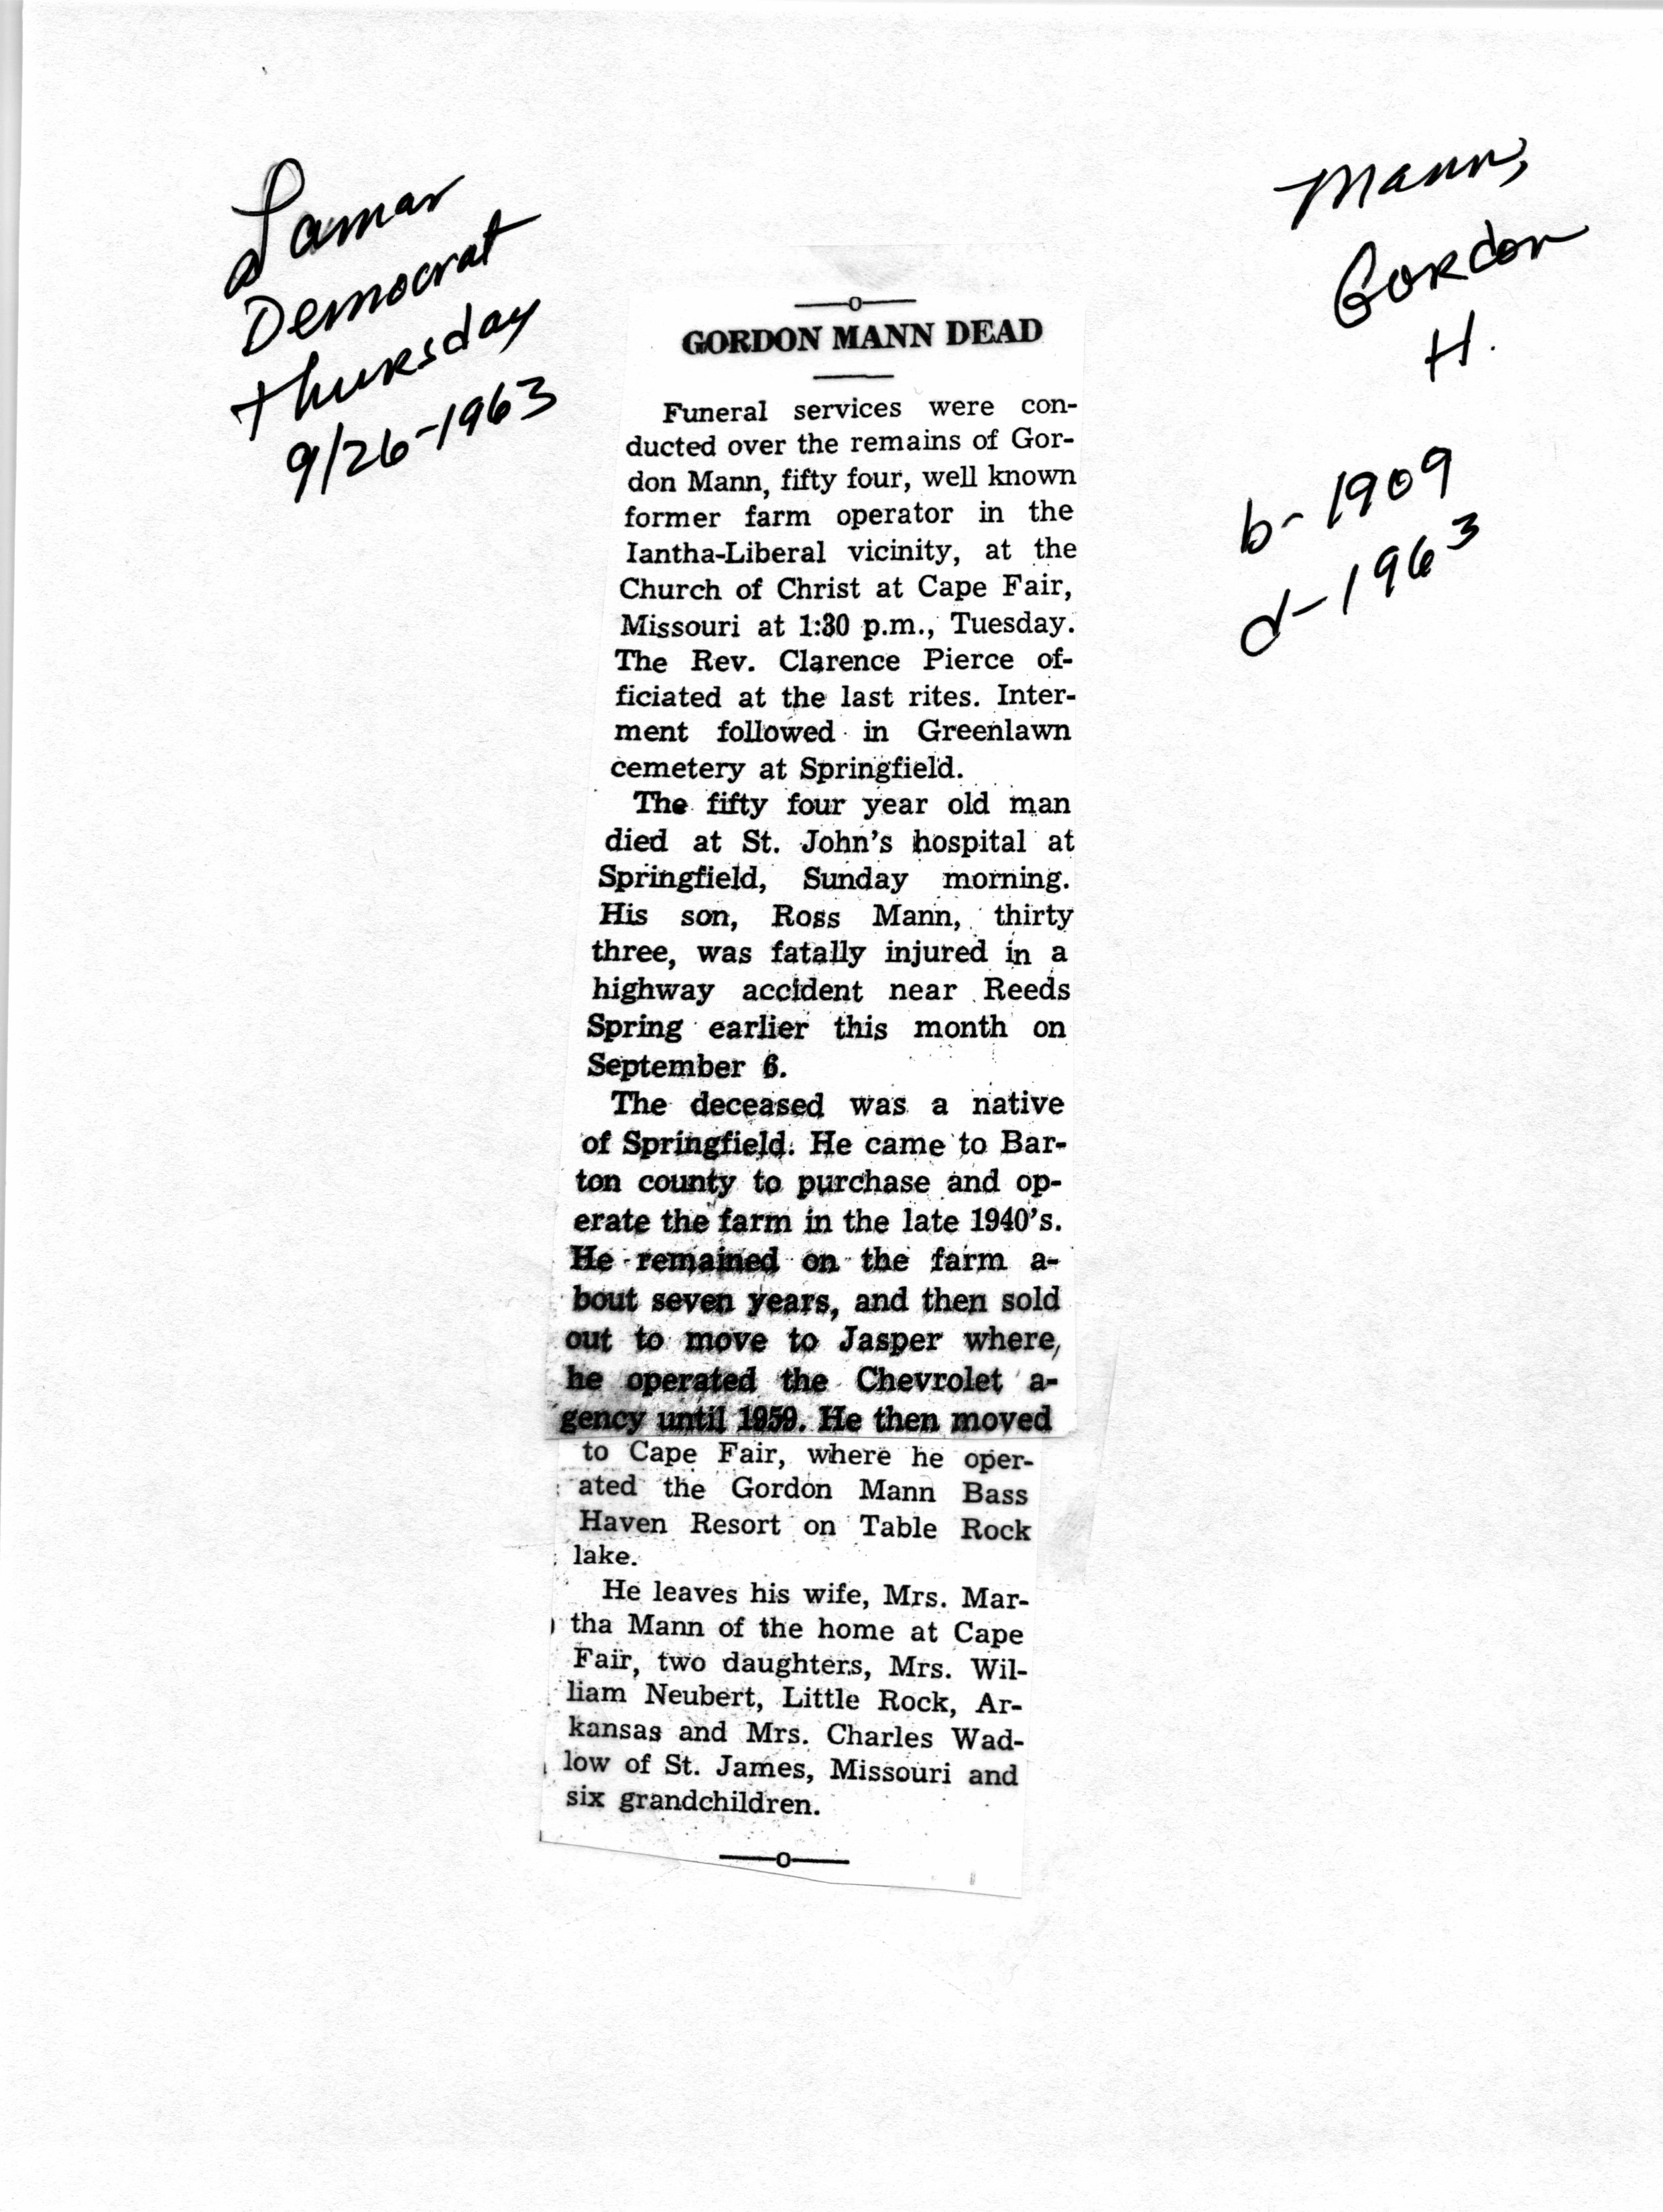 Lamar
Democrat
Thursday
9/26-1963
Mann,
Gordon
H.
b-1909
d-1963
GORDON MANN DEAD
Funeral services were con-
ducted over the remains of Gor-
don Mann, fifty four, well known
former farm operator in the
Iantha-Liberal vicinity, at the
Church of Christ at Cape Fair,
Missouri at 1:30 p.m., Tuesday.
The Rev. Clarence Pierce of-
ficiated at the last rites. Inter-
ment followed in Greenlawn
cemetery at Springfield.
The fifty four year old man
died at St. John's hospital at
Springfield, Sunday morning.
His son, Ross Mann, thirty
three, was fatally injured in a
highway accident near Reeds
Spring earlier this month on
September 6.
The deceased was a native
of Springfield. He came to Bar-
ton county to purchase and op-
erate the farm in the late 1940's.
He remained on the farm a-
bout seven years, and then sold
out to move to Jasper where,
he operated the Chevrolet a-
gency until 1959. He then moved
to Cape Fair, where he oper-
ated the Gordon Mann Bass
Haven Resort on Table Rock
lake.
He leaves his wife, Mrs. Mar-
tha Mann of the home at Cape
Fair, two daughters, Mrs. Wil-
liam Neubert, Little Rock, Ar-
kansas and Mrs. Charles Wad-
low of St. James, Missouri and
six grandchildren.